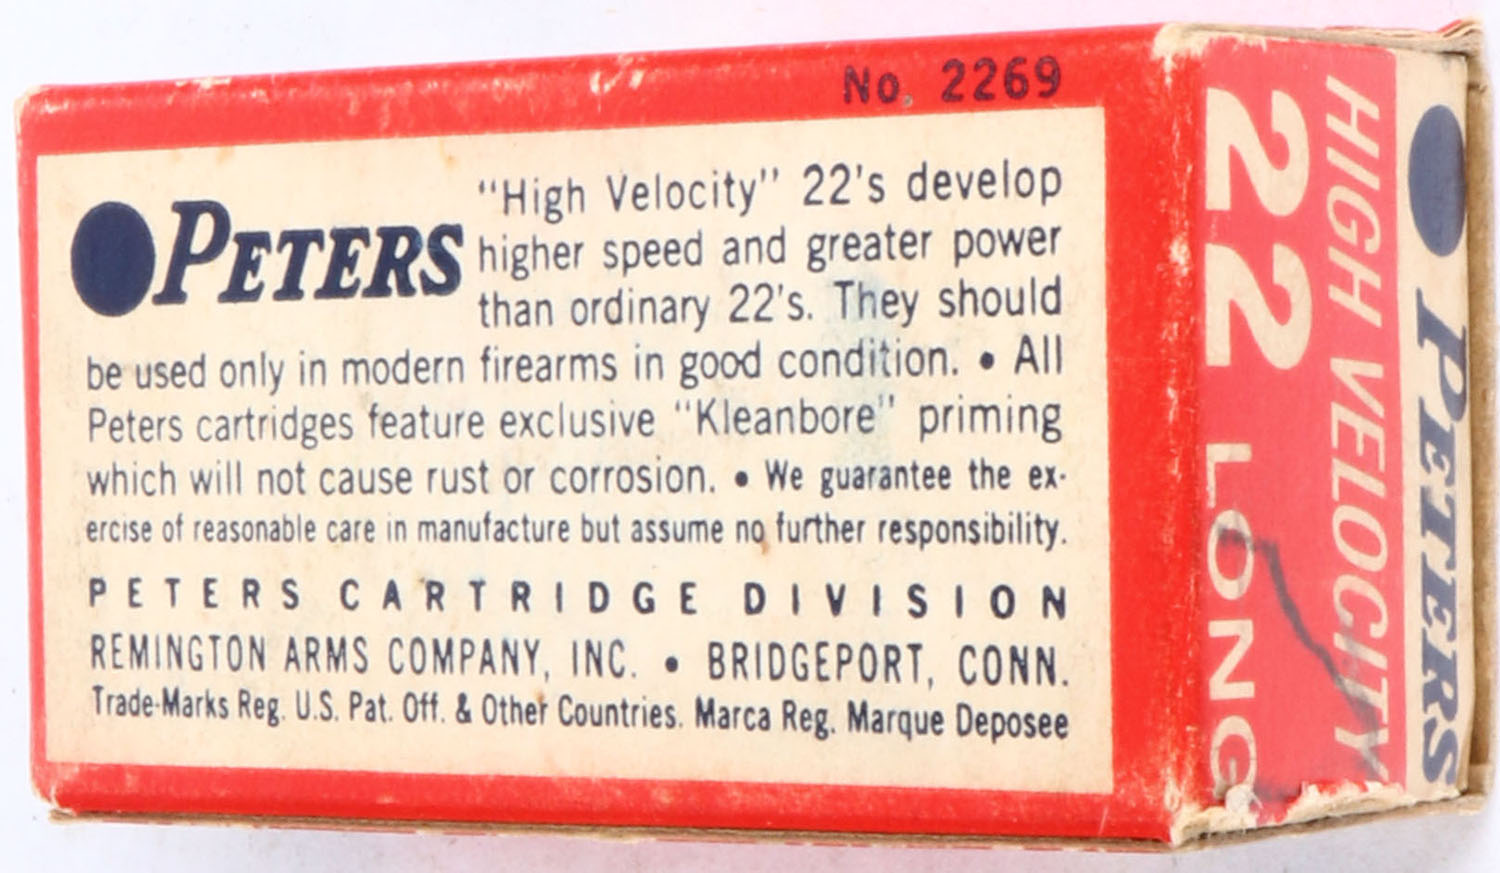 No. 2269
PETERS
"High Velocity" 22's develop
higher speed and greater power
than ordinary 22's. They should
be used only in modern firearms in good condition. • All
Peters cartridges feature exclusive "Kleanbore" priming
which will not cause rust or corrosion. • We guarantee the ex-
ercise of reasonable care in manufacture but assume no further responsibility.
PETERS CARTRIDGE DIVISION
REMINGTON ARMS COMPANY, INC. • BRIDGEPORT, CONN.
Trade-Marks Reg. U.S. Pat. Off. & Other Countries. Marca Reg. Marque Deposee
PETERS
HIGH VELOCITY
22 LONG